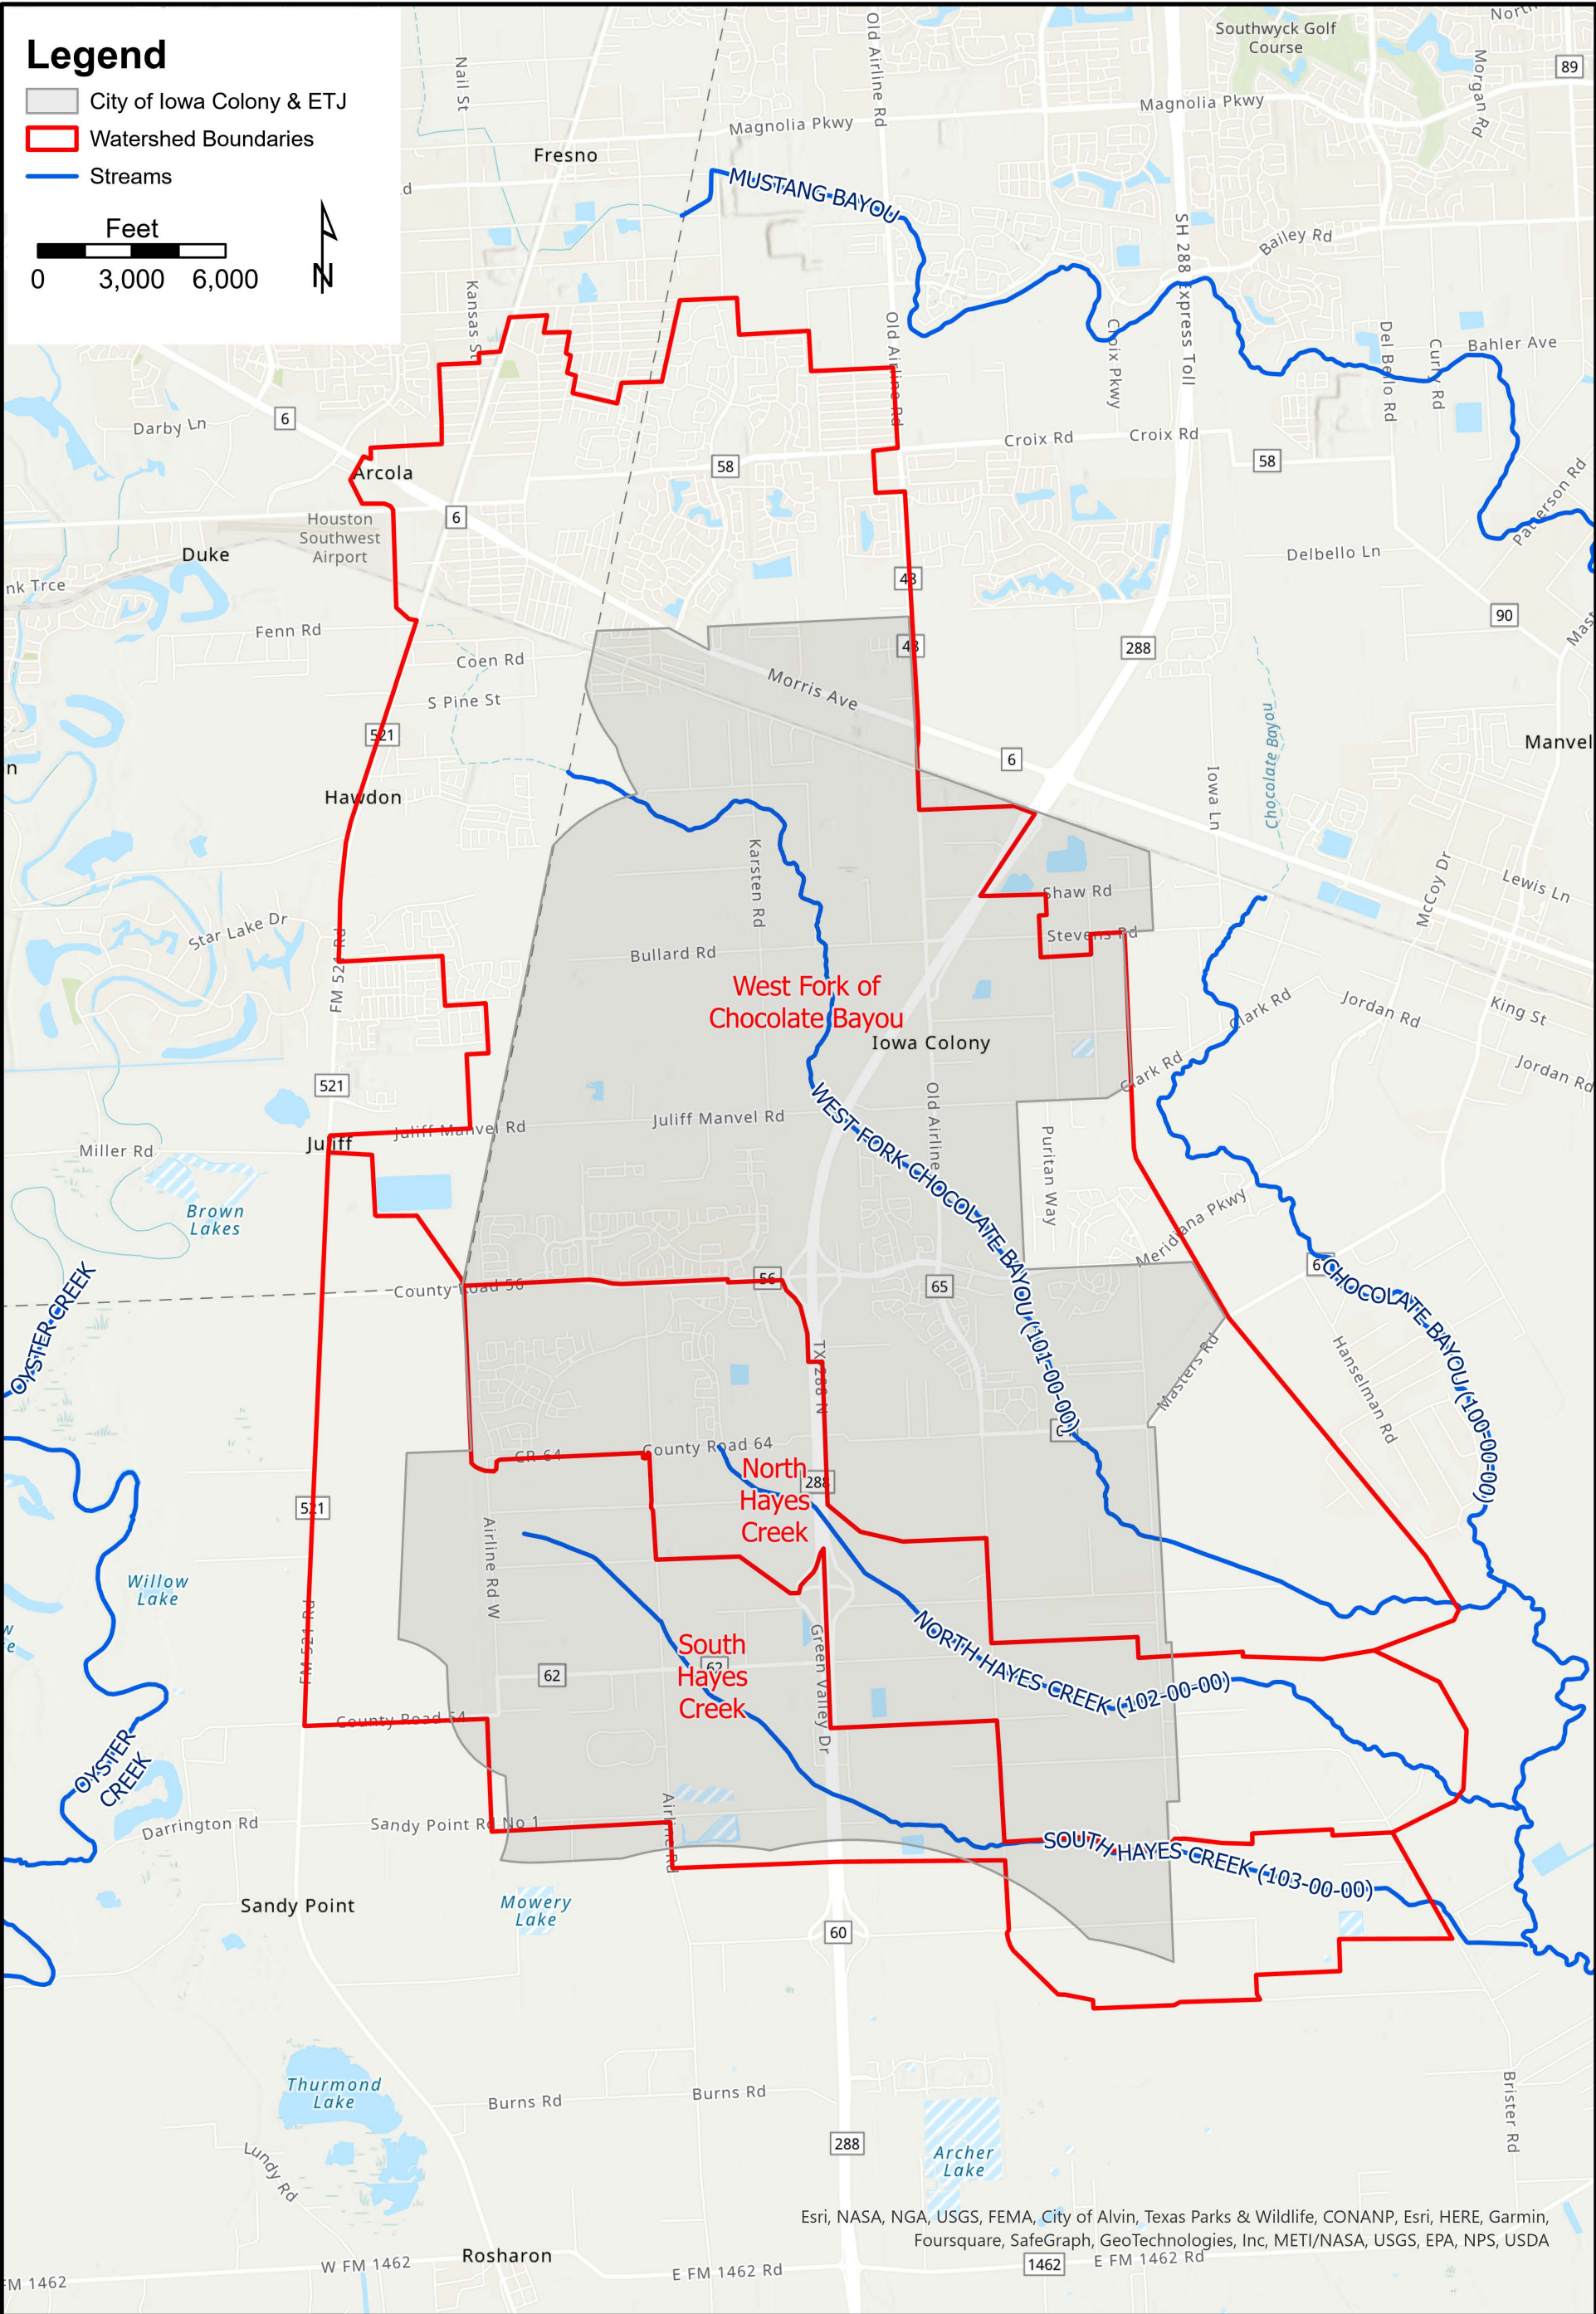 Legend
City of Iowa Colony & ETJ
Watershed Boundaries
Streams
Feet
0 3,000 6,000
N
Nail St
Old Airline Rd
Southwyck Golf
Course
Morgan Rd
89
Magnolia Pkwy
Magnolia Pkwy
Fresno
MUSTANG BAYOU
SH 288 Express Toll
Bailey Rd
Kansas St
Old Airline Rd
Croix Pkwy
Del Bello Rd
Curry Rd
Bahler Ave
Darby Ln
6
Croix Rd
Croix Rd
58
58
Arcola
6
Houston
Southwest
Airport
Patterson Rd
Duke
Delbello Ln
nk Trce
48
90
Fenn Rd
48
288
Coen Rd
S Pine St
Morris Ave
Chocolate Bayou
521
6
Manvel
Iowa Ln
Hawdon
Karsten Rd
Shaw Rd
McCoy Dr
Lewis Ln
Star Lake Dr
FM 521 Rd
Bullard Rd
Stevens Rd
West Fork of
Chocolate Bayou
Clark Rd
Jordan Rd
King St
Iowa Colony
Clark Rd
Jordan Rd
521
Old Airline
Juliff
Juliff Manvel Rd
Juliff Manvel Rd
Miller Rd
WEST FORK CHOCOLATE BAYOU (101-00-00)
Puritan Way
Brown
Lakes
Meridiana Pkwy
OYSTER CREEK
County Road 56
56
65
CHOCOLATE BAYOU (100-00-00)
TX-288 N
Masters Rd
Hanselman Rd
CR-64
County Road 64
North
Hayes
Creek
288
521
Airline Rd W
Willow
Lake
FM 521 Rd
South
Hayes
Creek
62
62
Green Valley Dr
NORTH HAYES CREEK (102-00-00)
County Road 54
OYSTER
CREEK
Darrington Rd
Sandy Point Rd No 1
Airline Rd
SOUTH HAYES CREEK (103-00-00)
Sandy Point
Mowery
Lake
60
Thurmond
Lake
Burns Rd
Burns Rd
Brister Rd
288
Archer
Lake
Lundy Rd
Esri, NASA, NGA, USGS, FEMA, City of Alvin, Texas Parks & Wildlife, CONANP, Esri, HERE, Garmin,
Foursquare, SafeGraph, GeoTechnologies, Inc, METI/NASA, USGS, EPA, NPS, USDA
Rosharon
W FM 1462
E FM 1462 Rd
1462
E FM 1462 Rd
FM 1462